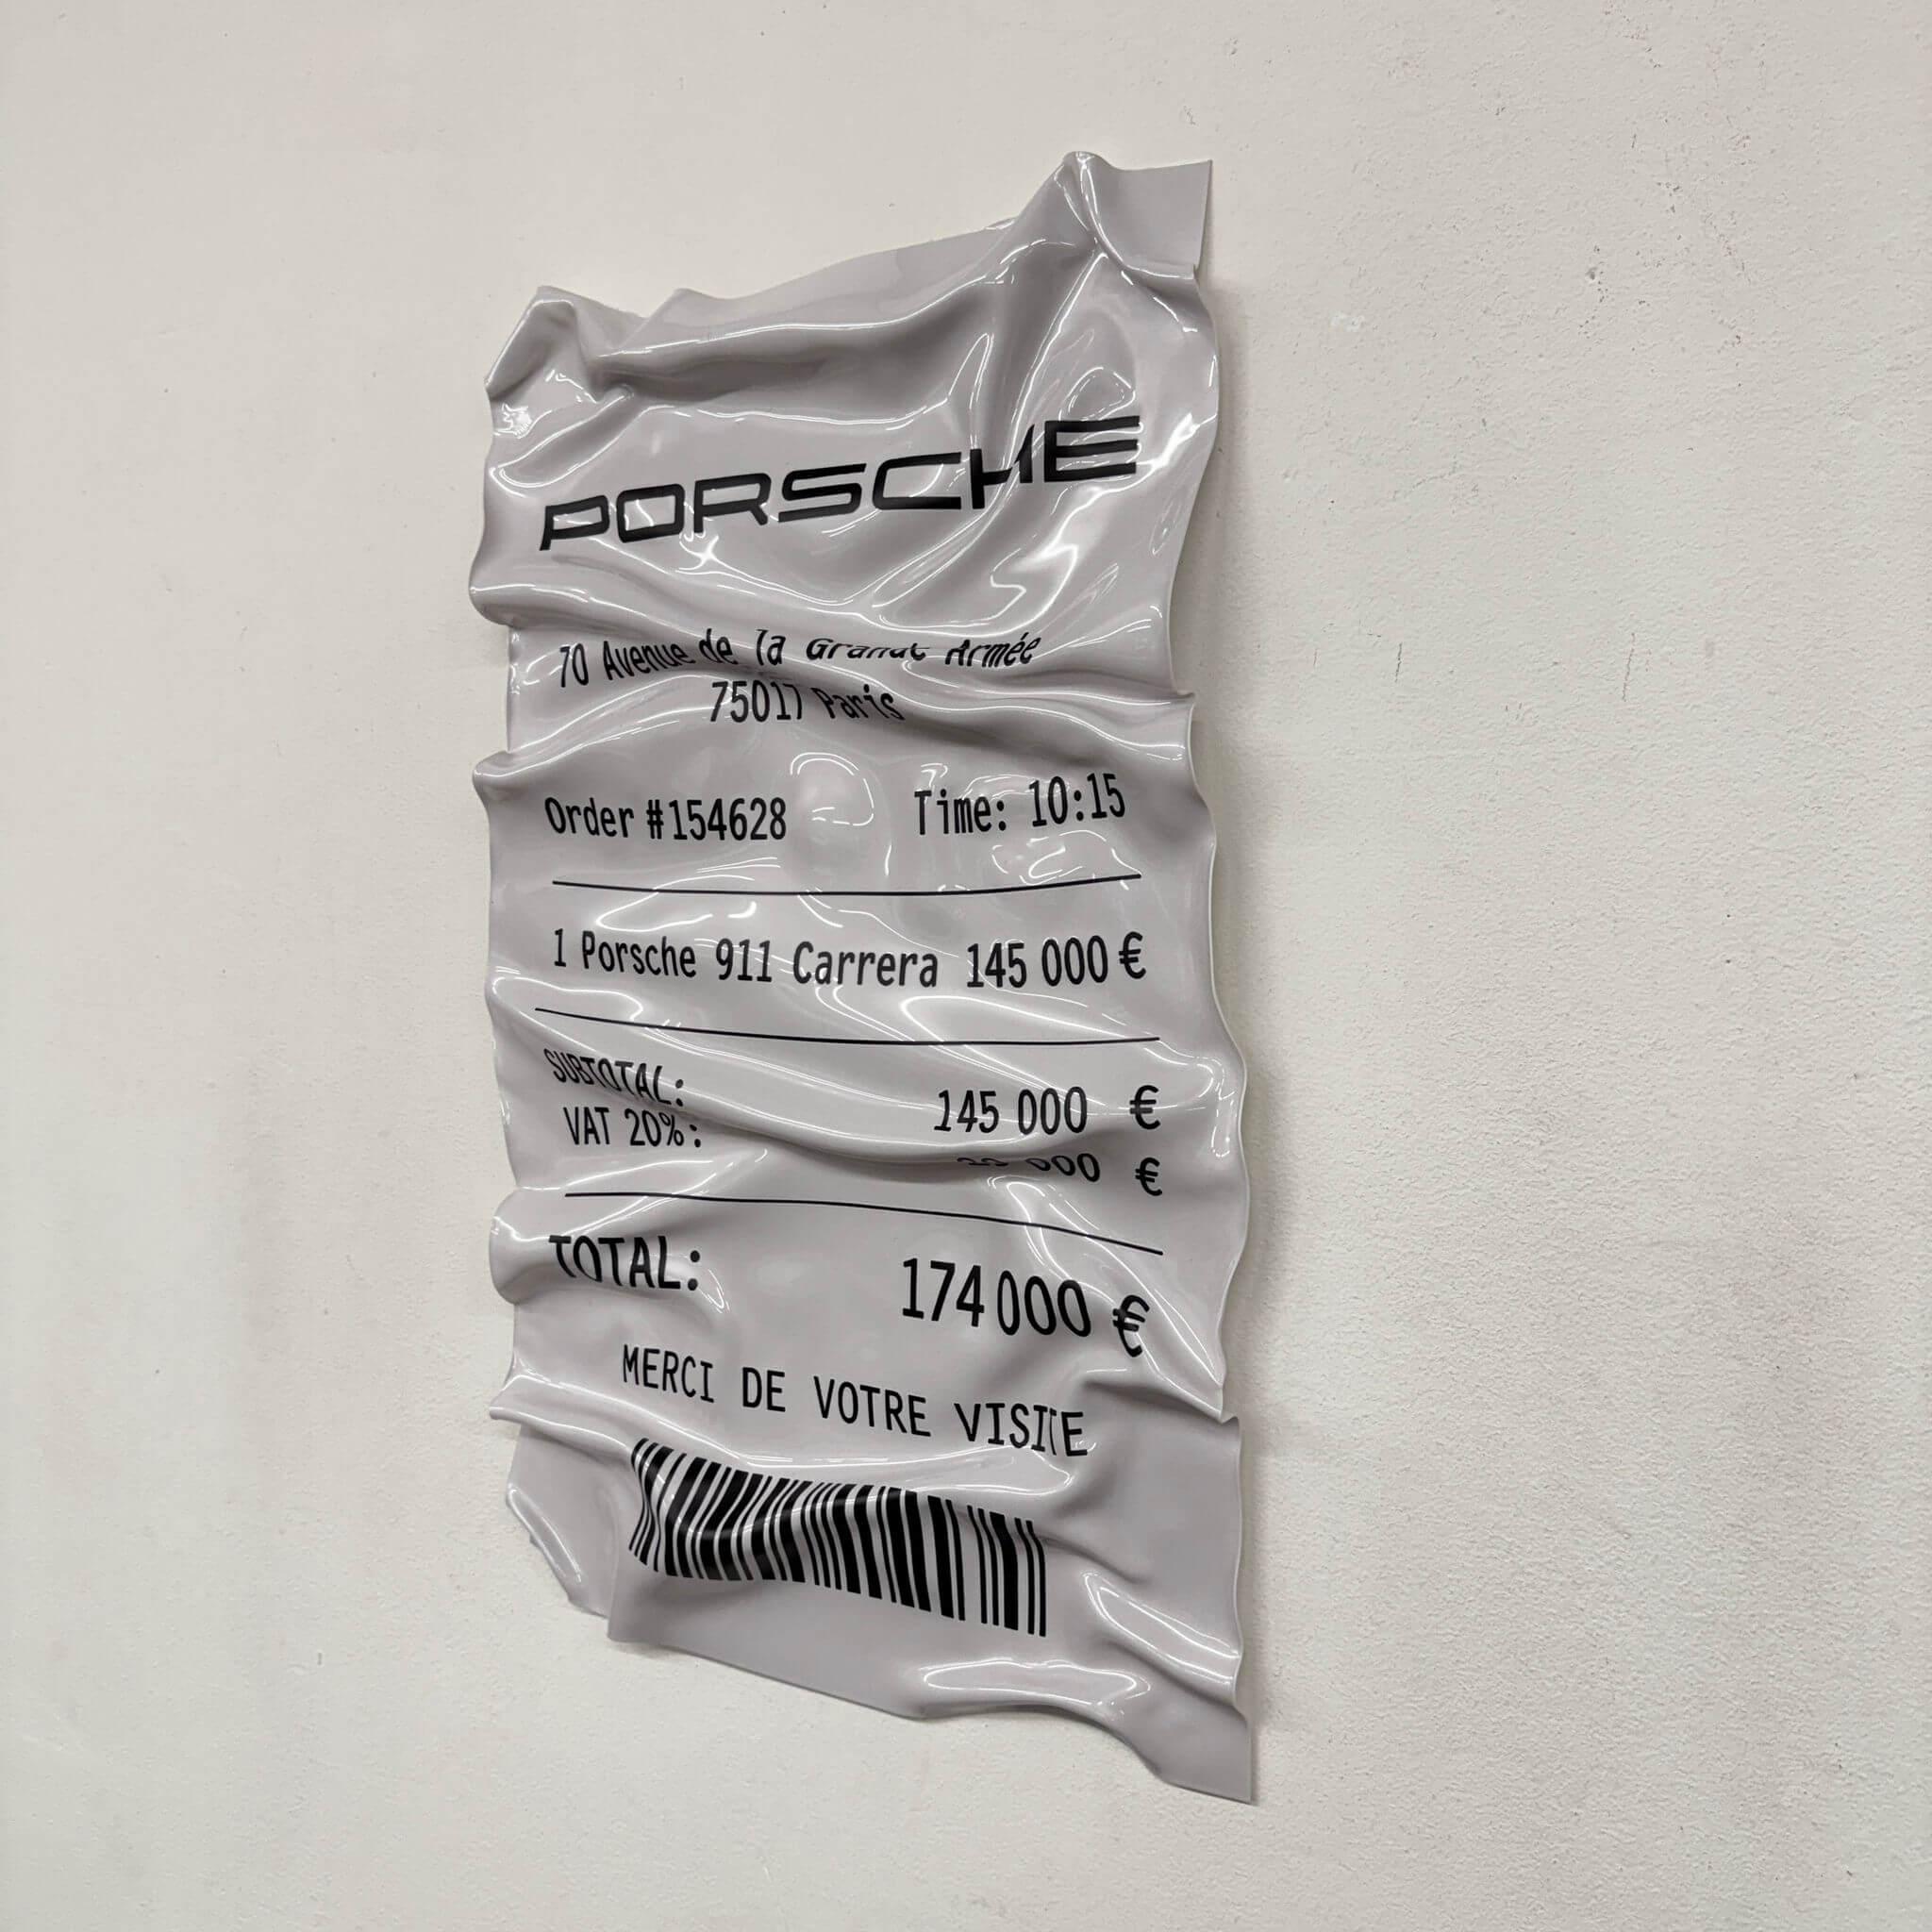 PORSCHE
70 Avenue de la Grande Armée
75017 Paris
Order #154628 Time: 10:15
1 Porsche 911 Carrera 145 000 €
SUBTOTAL: 145 000 €
VAT 20%: 000 €
TOTAL: 174 000 €
MERCI DE VOTRE VISITE